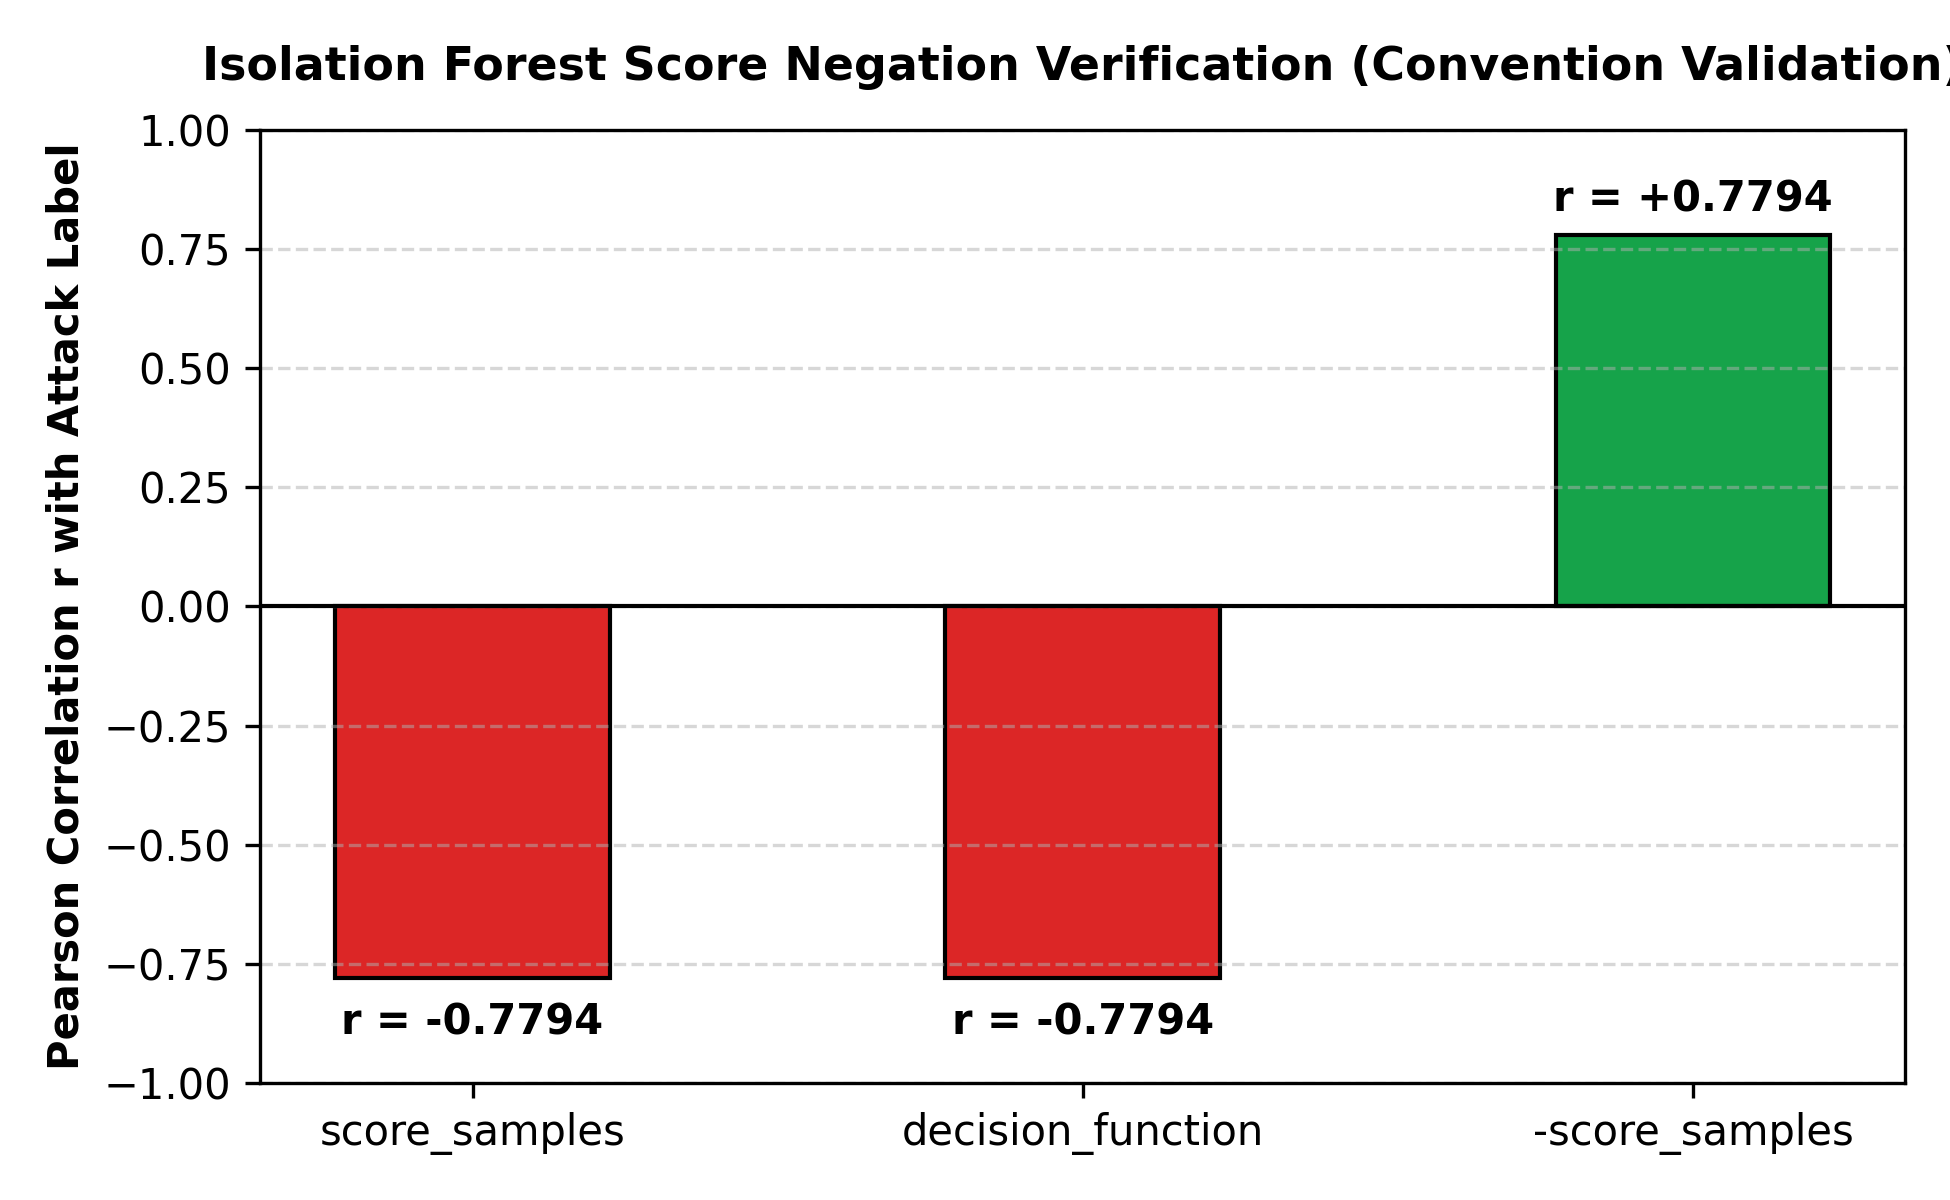 Isolation Forest Score Negation Verification (Convention Validation)
Pearson Correlation r with Attack Label
1.00
0.75
0.50
0.25
0.00
−0.25
−0.50
−0.75
−1.00
r = +0.7794
r = -0.7794
r = -0.7794
score_samples
decision_function
-score_samples